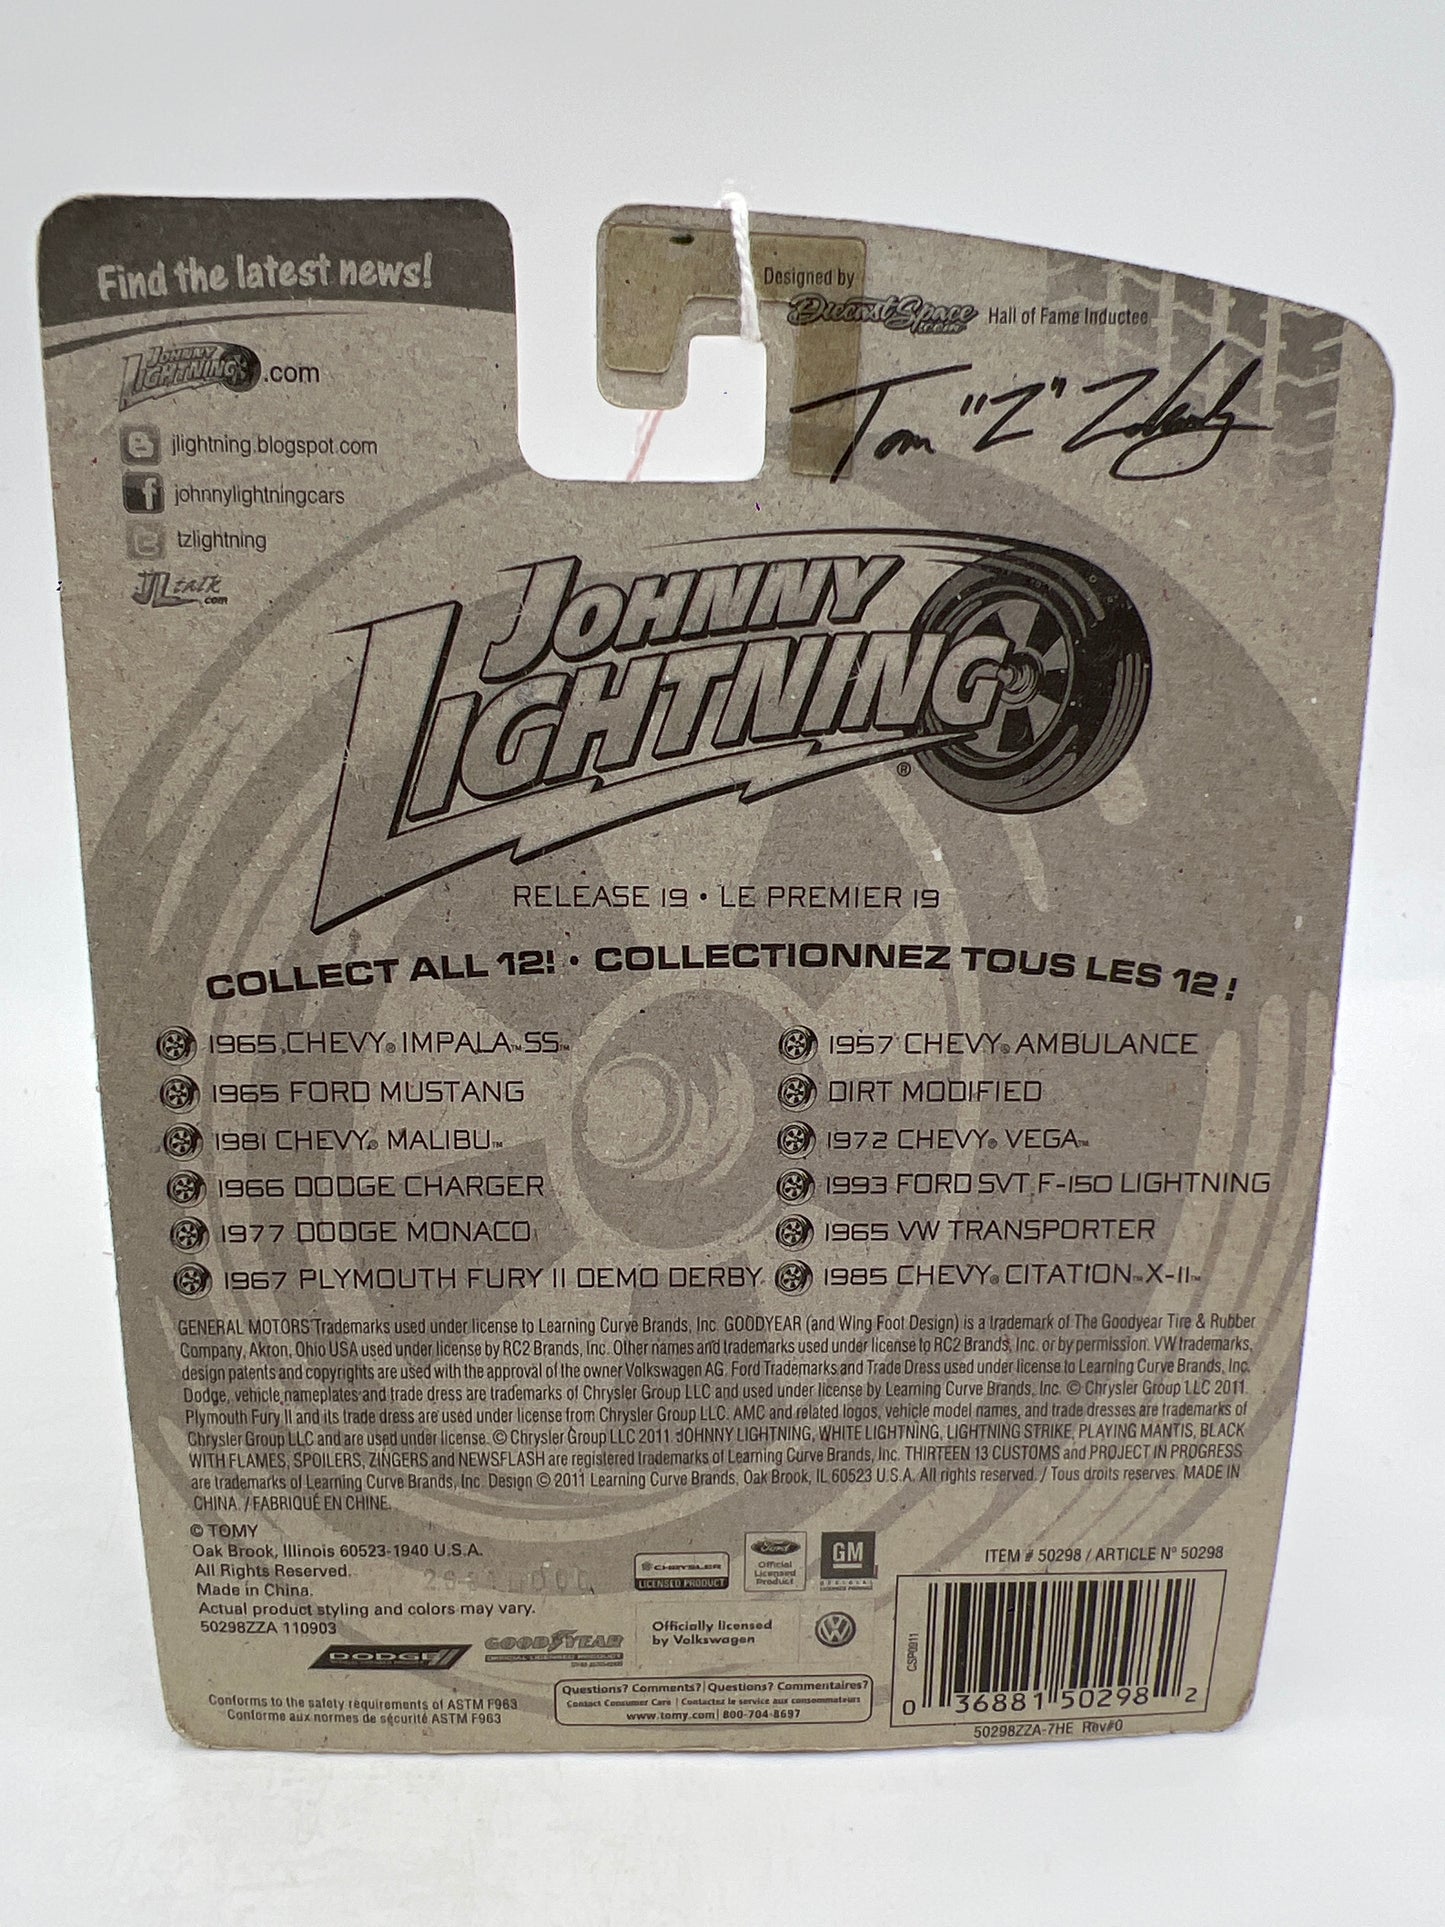 Find the latest news!
JOHNNY LIGHTNING .com
jlightning.blogspot.com
johnnylightningcars
tzlightning
JL talk .com
Designed by
Diecast Space .com Hall of Fame Inductee
Tom "Z"
JOHNNY
LIGHTNING ®
RELEASE 19 • LE PREMIER 19
COLLECT ALL 12! • COLLECTIONNEZ TOUS LES 12 !
1965 CHEVY® IMPALA™ SS™
1965 FORD MUSTANG
1981 CHEVY® MALIBU™
1966 DODGE CHARGER
1977 DODGE MONACO
1967 PLYMOUTH FURY II DEMO DERBY
1957 CHEVY® AMBULANCE
DIRT MODIFIED
1972 CHEVY® VEGA™
1993 FORD SVT F-150 LIGHTNING
1965 VW TRANSPORTER
1985 CHEVY® CITATION™ X-11™
GENERAL MOTORS Trademarks used under license to Learning Curve Brands, Inc. GOODYEAR (and Wing Foot Design) is a trademark of The Goodyear Tire & Rubber
Company, Akron, Ohio USA used under license by RC2 Brands, Inc. Other names and trademarks used under license to RC2 Brands, Inc. or by permission. VW trademarks,
design patents and copyrights are used with the approval of the owner Volkswagen AG. Ford Trademarks and Trade Dress used under license to Learning Curve Brands, Inc.
Dodge, vehicle nameplates and trade dress are trademarks of Chrysler Group LLC and used under license by Learning Curve Brands, Inc. © Chrysler Group LLC 2011.
Plymouth Fury II and its trade dress are used under license from Chrysler Group LLC. AMC and related logos, vehicle model names, and trade dresses are trademarks of
Chrysler Group LLC and are used under license. © Chrysler Group LLC 2011 JOHNNY LIGHTNING, WHITE LIGHTNING, LIGHTNING STRIKE, PLAYING MANTIS, BLACK
WITH FLAMES, SPOILERS, ZINGERS and NEWSFLASH are registered trademarks of Learning Curve Brands, Inc. THIRTEEN 13 CUSTOMS and PROJECT IN PROGRESS
are trademarks of Learning Curve Brands, Inc. Design © 2011 Learning Curve Brands, Oak Brook, IL 60523 U.S.A. All rights reserved. / Tous droits reserves. MADE IN
CHINA. / FABRIQUÉ EN CHINE.
© TOMY
Oak Brook, Illinois 60523-1940 U.S.A.
All Rights Reserved.
Made in China.
Actual product styling and colors may vary.
50298ZZA 110903
CHRYSLER
LICENSED PRODUCT
Ford
Official
Licensed
Product
GM
OFFICIAL
LICENSED PRODUCT
DODGE
GOODYEAR
OFFICIAL LICENSED PRODUCT
Officially licensed
by Volkswagen
VW
Conforms to the safety requirements of ASTM F963
Conforme aux normes de sécurité ASTM F963
Questions? Comments? | Questions? Commentaires?
Contact Consumer Care | Contactez le service aux consommateurs
www.tomy.com | 800-704-8697
ITEM # 50298 / ARTICLE N° 50298
CSP0911
0 36881 50298 2
50298ZZA-7HE Rev#0